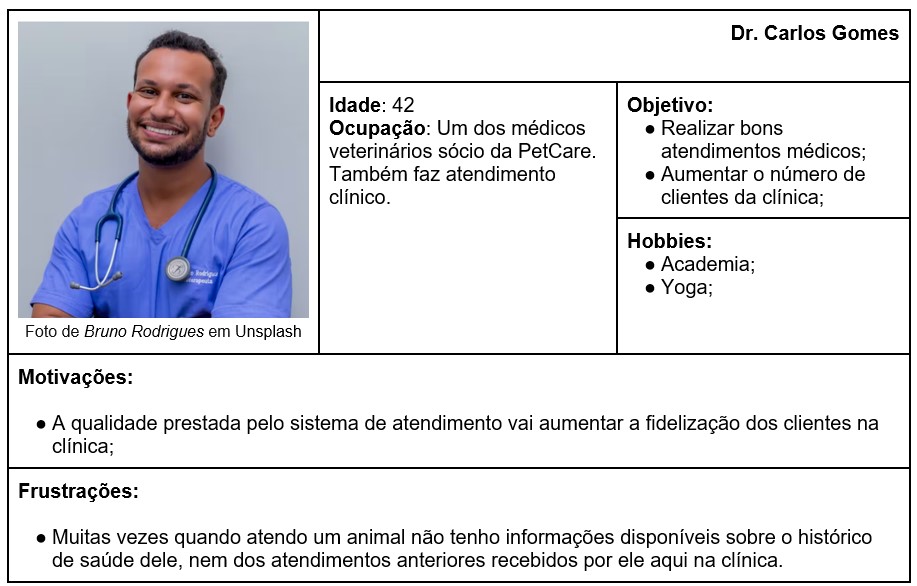 Dr. Carlos Gomes
Idade: 42
Ocupação: Um dos médicos
veterinários sócio da PetCare.
Também faz atendimento
clínico.
Objetivo:
● Realizar bons
atendimentos médicos;
● Aumentar o número de
clientes da clínica;
Hobbies:
● Academia;
● Yoga;
Foto de Bruno Rodrigues em Unsplash
Motivações:
● A qualidade prestada pelo sistema de atendimento vai aumentar a fidelização dos clientes na
clínica;
Frustrações:
● Muitas vezes quando atendo um animal não tenho informações disponíveis sobre o histórico
de saúde dele, nem dos atendimentos anteriores recebidos por ele aqui na clínica.